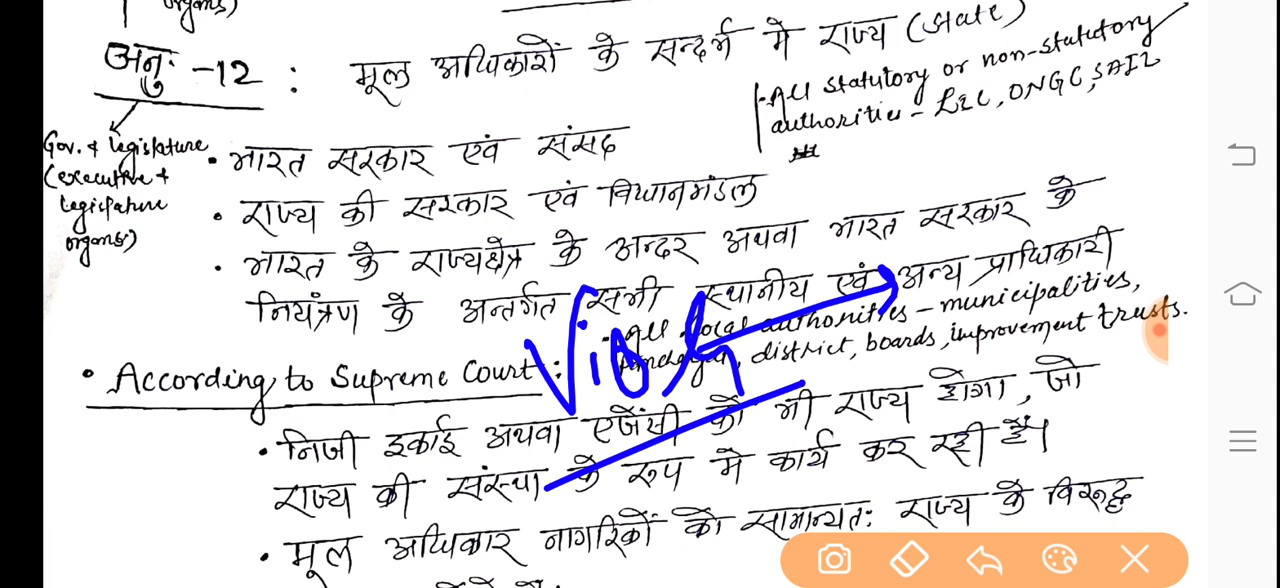 organs)
अनु: -12 : मूल अधिकारों के सन्दर्भ में राज्य (State)
- All statutory or non-statutory
authorities - LIC, ONGC, SAIL
Gov. & legislature
(executive +
legislature
organs)
• भारत सरकार एवं संसद
• राज्य की सरकार एवं विधानमंडल
• भारत के राज्यक्षेत्र के अन्दर अथवा भारत सरकार के
नियंत्रण के अन्तर्गत सभी स्थानीय एवं अन्य प्राधिकारी
- All local authorities - municipalities,
district, boards, improvement trusts.
• According to Supreme Court :
• निजी इकाई अथवा एजेंसी को भी राज्य होगा, जो
राज्य की संस्था के रूप में कार्य कर रही हैं।
• मूल अधिकार नागरिकों को सामान्यतः राज्य के विरूद्ध